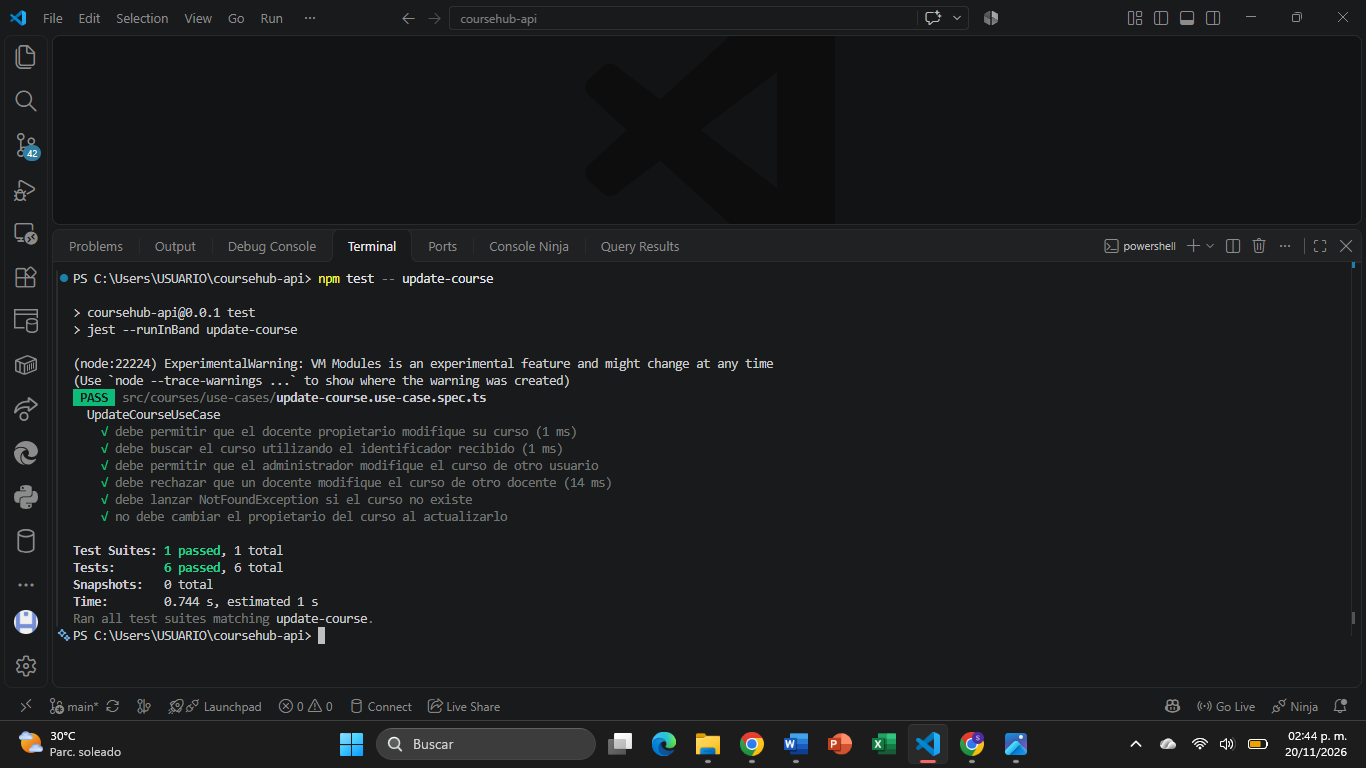 File Edit Selection View Go Run ··· coursehub-api
42
Problems Output Debug Console Terminal Ports Console Ninja Query Results powershell
PS C:\Users\USUARIO\coursehub-api> npm test -- update-course
> coursehub-api@0.0.1 test
> jest --runInBand update-course
(node:22224) ExperimentalWarning: VM Modules is an experimental feature and might change at any time
(Use `node --trace-warnings ...` to show where the warning was created)
PASS src/courses/use-cases/update-course.use-case.spec.ts
UpdateCourseUseCase
√ debe permitir que el docente propietario modifique su curso (1 ms)
√ debe buscar el curso utilizando el identificador recibido (1 ms)
√ debe permitir que el administrador modifique el curso de otro usuario
√ debe rechazar que un docente modifique el curso de otro docente (14 ms)
√ debe lanzar NotFoundException si el curso no existe
√ no debe cambiar el propietario del curso al actualizarlo
Test Suites: 1 passed, 1 total
Tests: 6 passed, 6 total
Snapshots: 0 total
Time: 0.744 s, estimated 1 s
Ran all test suites matching update-course.
PS C:\Users\USUARIO\coursehub-api>
main* Launchpad 0 0 Connect Live Share Go Live Ninja
30°C
Parc. soleado
Buscar
02:44 p. m.
20/11/2026